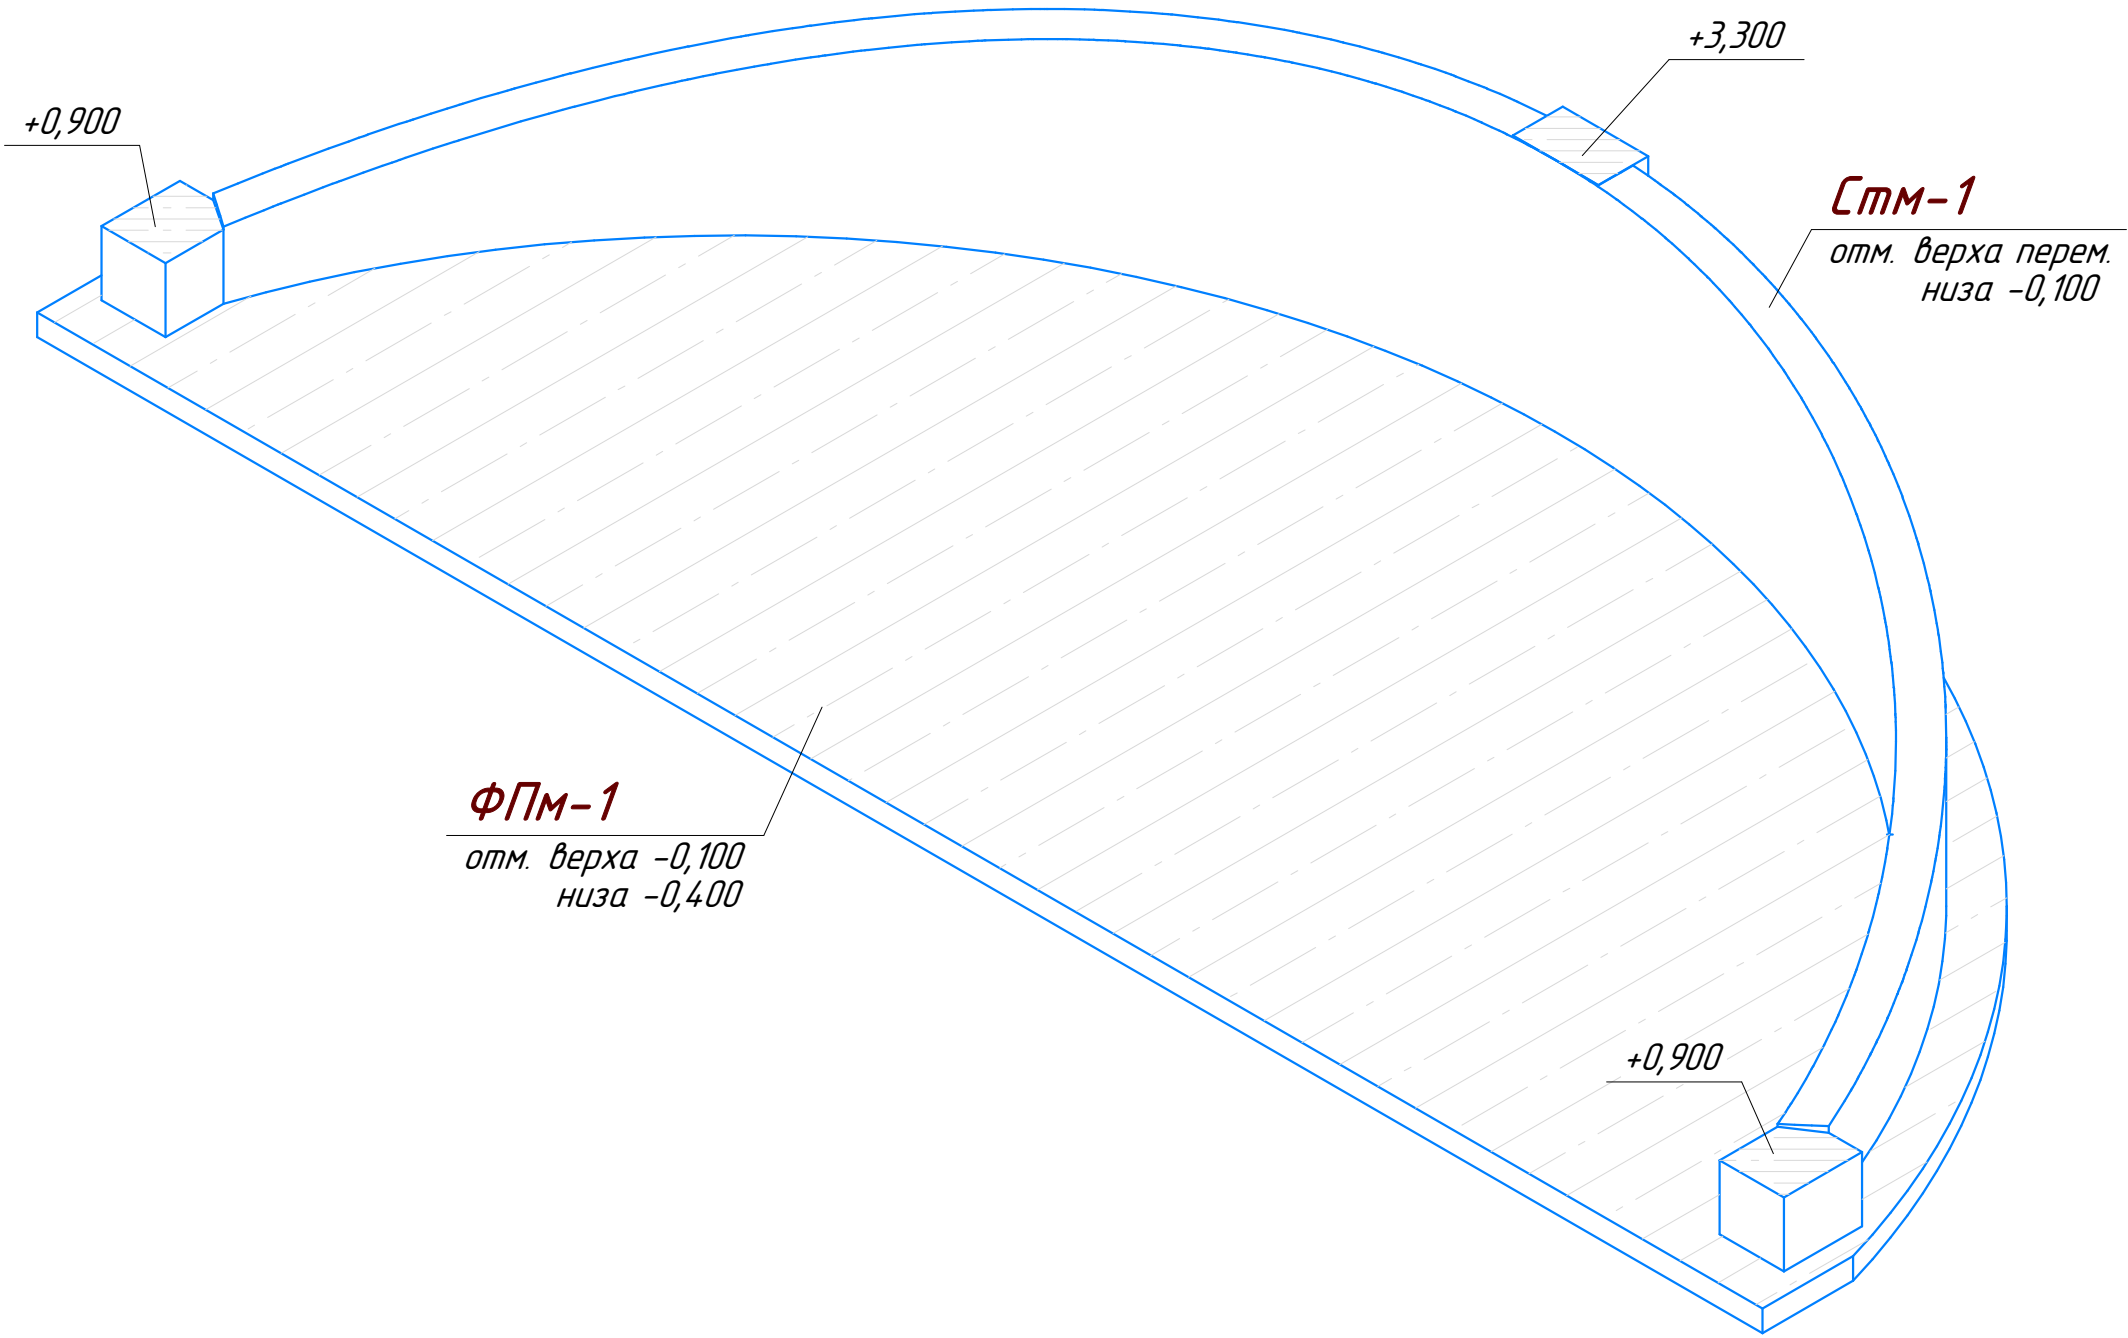 +3,300
+0,900
Стм-1
отм. верха перем.
низа -0,100
ФПм-1
отм. верха -0,100
низа -0,400
+0,900